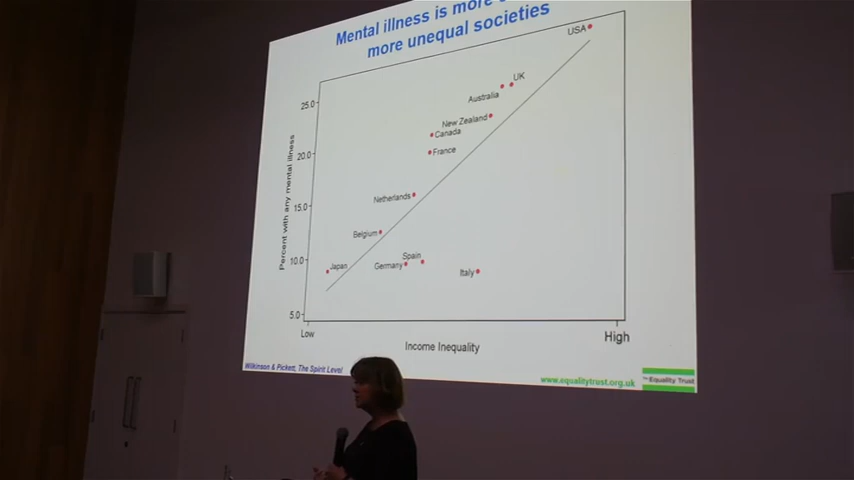 Mental illness is more
more unequal societies
USA
25.0
UK
Australia
New Zealand
Canada
20.0
France
Netherlands
15.0
Belgium
Spain
10.0
Japan
Germany
Italy
5.0
Percent with any mental illness
Low
High
Income Inequality
Wilkinson & Pickett, The Spirit Level
www.equalitytrust.org.uk
The Equality Trust